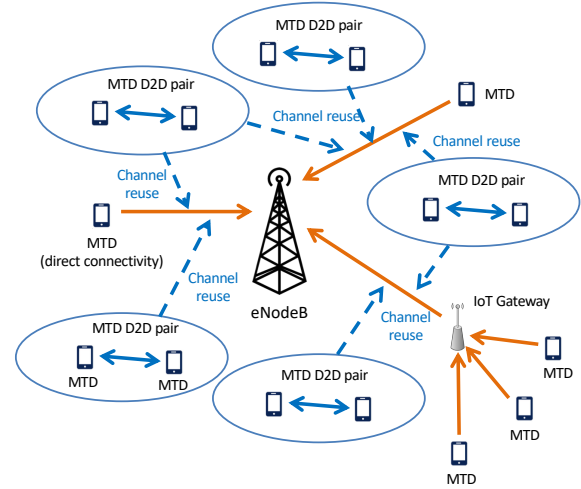 MTD D2D pair
MTD D2D pair
MTD
Channel reuse
Channel reuse
Channel
reuse
MTD D2D pair
MTD
(direct connectivity)
Channel
reuse
eNodeB
IoT Gateway
Channel
reuse
MTD D2D pair
MTD
MTD
MTD D2D pair
MTD
MTD
MTD